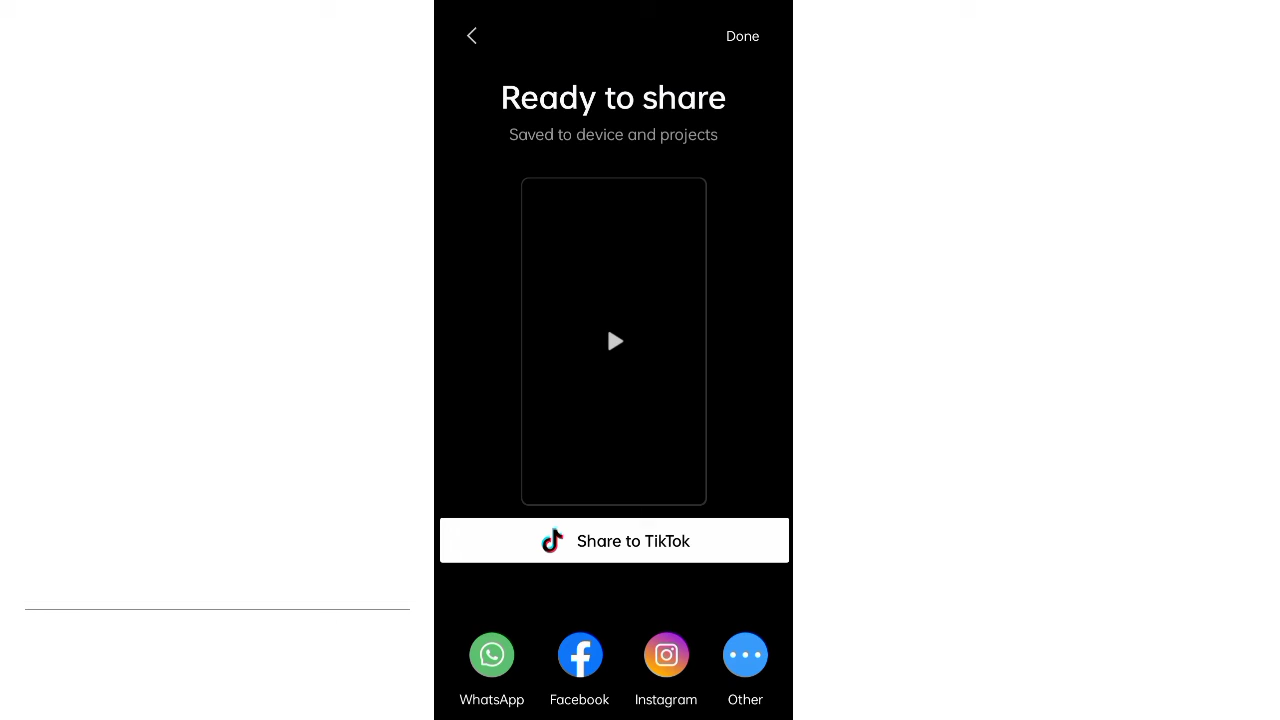 Done
Ready to share
Saved to device and projects
Share to TikTok
WhatsApp Facebook Instagram Other